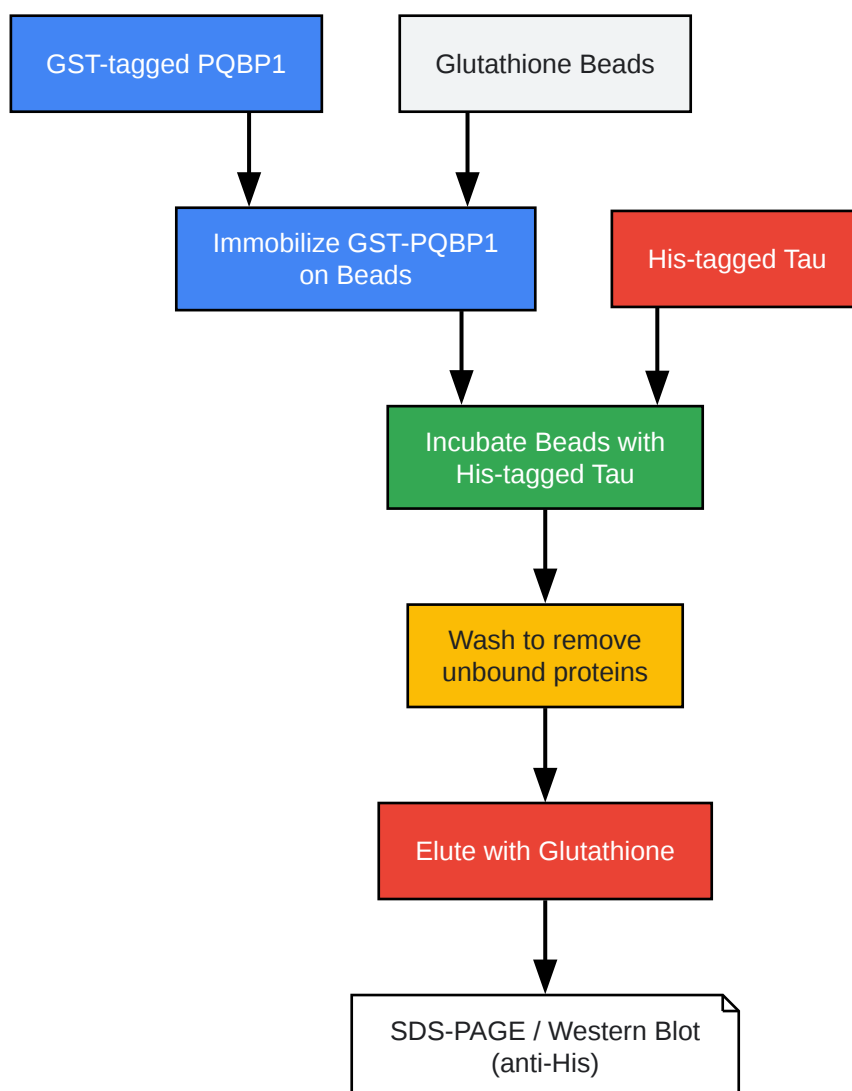 GST-tagged PQBP1
Glutathione Beads
Immobilize GST-PQBP1
on Beads
His-tagged Tau
Incubate Beads with
His-tagged Tau
Wash to remove
unbound proteins
Elute with Glutathione
SDS-PAGE / Western Blot
(anti-His)